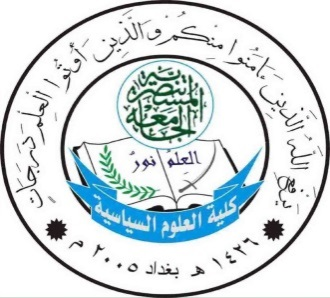 يرفع الله الذين ءامنوا منكم والذين أوتوا العلم درجات
الجامعة المستنصرية
العلم نور
كلية العلوم السياسية
١٤٢٦ هـ بغداد ٢٠٠٥ م